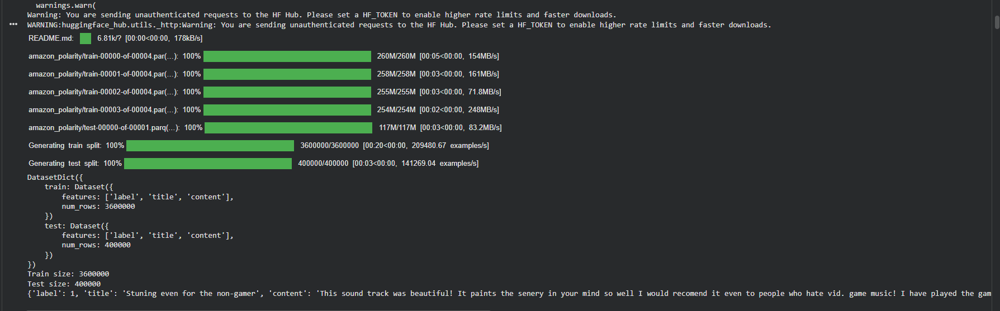 warnings.warn(
Warning: You are sending unauthenticated requests to the HF Hub. Please set a HF_TOKEN to enable higher rate limits and faster downloads.
WARNING:huggingface_hub.utils._http:Warning: You are sending unauthenticated requests to the HF Hub. Please set a HF_TOKEN to enable higher rate limits and faster downloads.
README.md: 6.81k/? [00:00<00:00, 178kB/s]
amazon_polarity/train-00000-of-00004.par(…): 100% 260M/260M [00:05<00:00, 154MB/s]
amazon_polarity/train-00001-of-00004.par(…): 100% 258M/258M [00:03<00:00, 161MB/s]
amazon_polarity/train-00002-of-00004.par(…): 100% 255M/255M [00:03<00:00, 71.8MB/s]
amazon_polarity/train-00003-of-00004.par(…): 100% 254M/254M [00:02<00:00, 248MB/s]
amazon_polarity/test-00000-of-00001.parq(…): 100% 117M/117M [00:03<00:00, 83.2MB/s]
Generating train split: 100% 3600000/3600000 [00:20<00:00, 209480.67 examples/s]
Generating test split: 100% 400000/400000 [00:03<00:00, 141269.04 examples/s]
DatasetDict({
    train: Dataset({
        features: ['label', 'title', 'content'],
        num_rows: 3600000
    })
    test: Dataset({
        features: ['label', 'title', 'content'],
        num_rows: 400000
    })
})
Train size: 3600000
Test size: 400000
{'label': 1, 'title': 'Stuning even for the non-gamer', 'content': 'This sound track was beautiful! It paints the senery in your mind so well I would recomend it even to people who hate vid. game music! I have played the gam